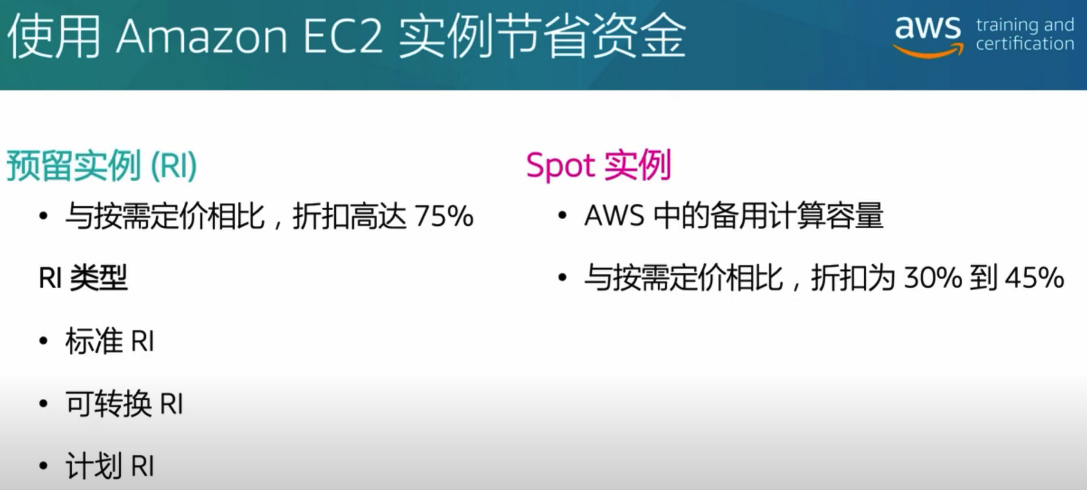 使用 Amazon EC2 实例节省资金
aws training and
certification
预留实例 (RI)
• 与按需定价相比，折扣高达 75%
RI 类型
• 标准 RI
• 可转换 RI
• 计划 RI
Spot 实例
• AWS 中的备用计算容量
• 与按需定价相比，折扣为 30% 到 45%